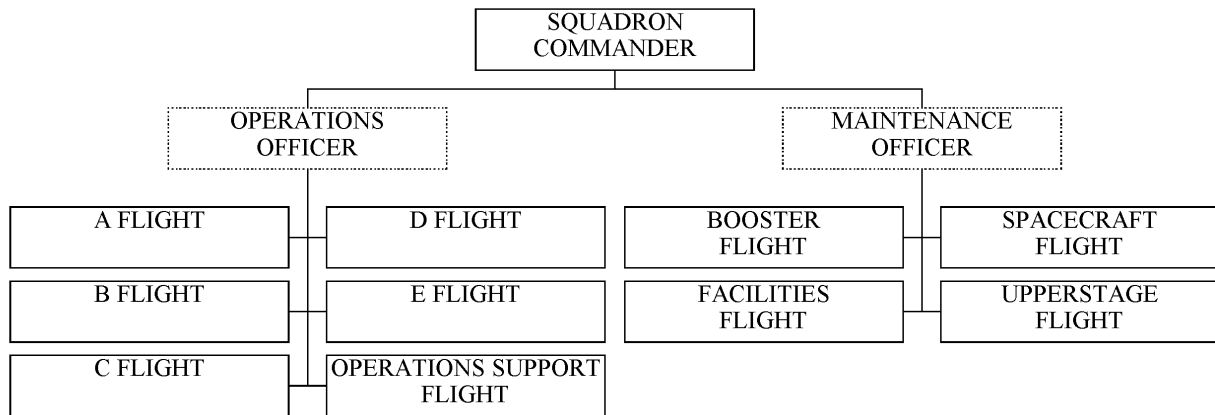 SQUADRON
COMMANDER
OPERATIONS
OFFICER
MAINTENANCE
OFFICER
A FLIGHT
D FLIGHT
BOOSTER
FLIGHT
SPACECRAFT
FLIGHT
B FLIGHT
E FLIGHT
FACILITIES
FLIGHT
UPPERSTAGE
FLIGHT
C FLIGHT
OPERATIONS SUPPORT
FLIGHT